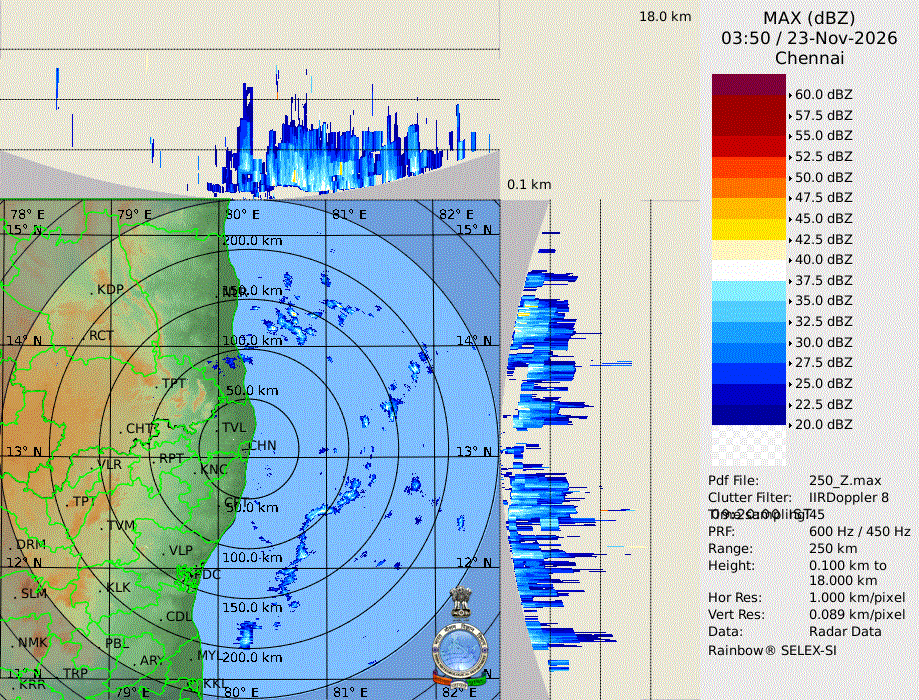 18.0 km
0.1 km
MAX (dBZ)
03:50 / 23-Nov-2026
Chennai
60.0 dBZ
57.5 dBZ
55.0 dBZ
52.5 dBZ
50.0 dBZ
47.5 dBZ
45.0 dBZ
42.5 dBZ
40.0 dBZ
37.5 dBZ
35.0 dBZ
32.5 dBZ
30.0 dBZ
27.5 dBZ
25.0 dBZ
22.5 dBZ
20.0 dBZ
Pdf File: 250_Z.max
Clutter Filter: IIRDoppler 8
Time sampling: 45
09:20:00 IST
PRF: 600 Hz / 450 Hz
Range: 250 km
Height: 0.100 km to
18.000 km
Hor Res: 1.000 km/pixel
Vert Res: 0.089 km/pixel
Data: Radar Data
Rainbow® SELEX-SI
78° E 79° E 80° E 81° E 82° E
15° N 15° N
200.0 km
KDP
NLR 150.0 km
RCT
14° N 100.0 km 14° N
TPT
50.0 km
CHT TVL
CHN
13° N 13° N
VLR RPT KNC
TPT
50.0 km
TVM
DRM VLP
100.0 km
12° N 12° N
PDC
SLM KLK
150.0 km
CDL
NMK PBL
ARY MYL 200.0 km
TRP
KRR KKL
79° E 80° E 81° E 82° E